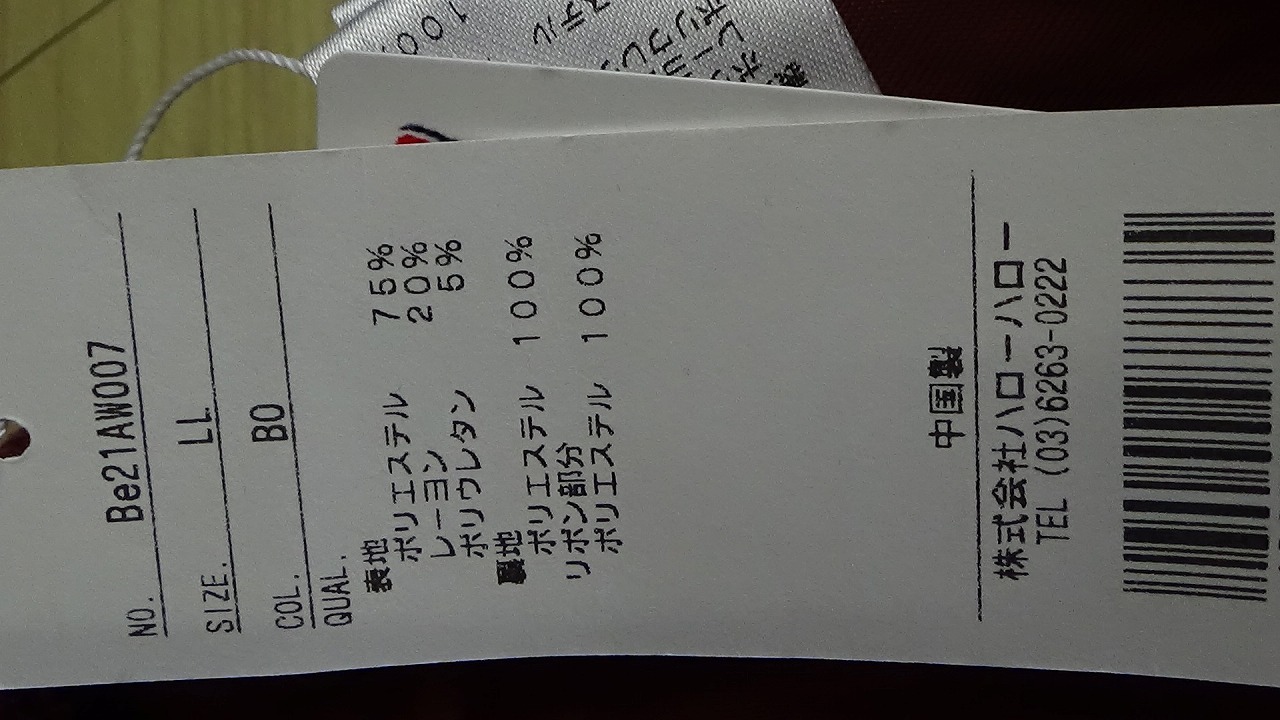 NO. Be21AW007
SIZE. LL
COL. BO
QUAL.
表地
ポリエステル 75%
レーヨン 20%
ポリウレタン 5%
裏地
ポリエステル 100%
リボン部分
ポリエステル 100%
中国製
株式会社ハローハロー
TEL (03)6263-0222